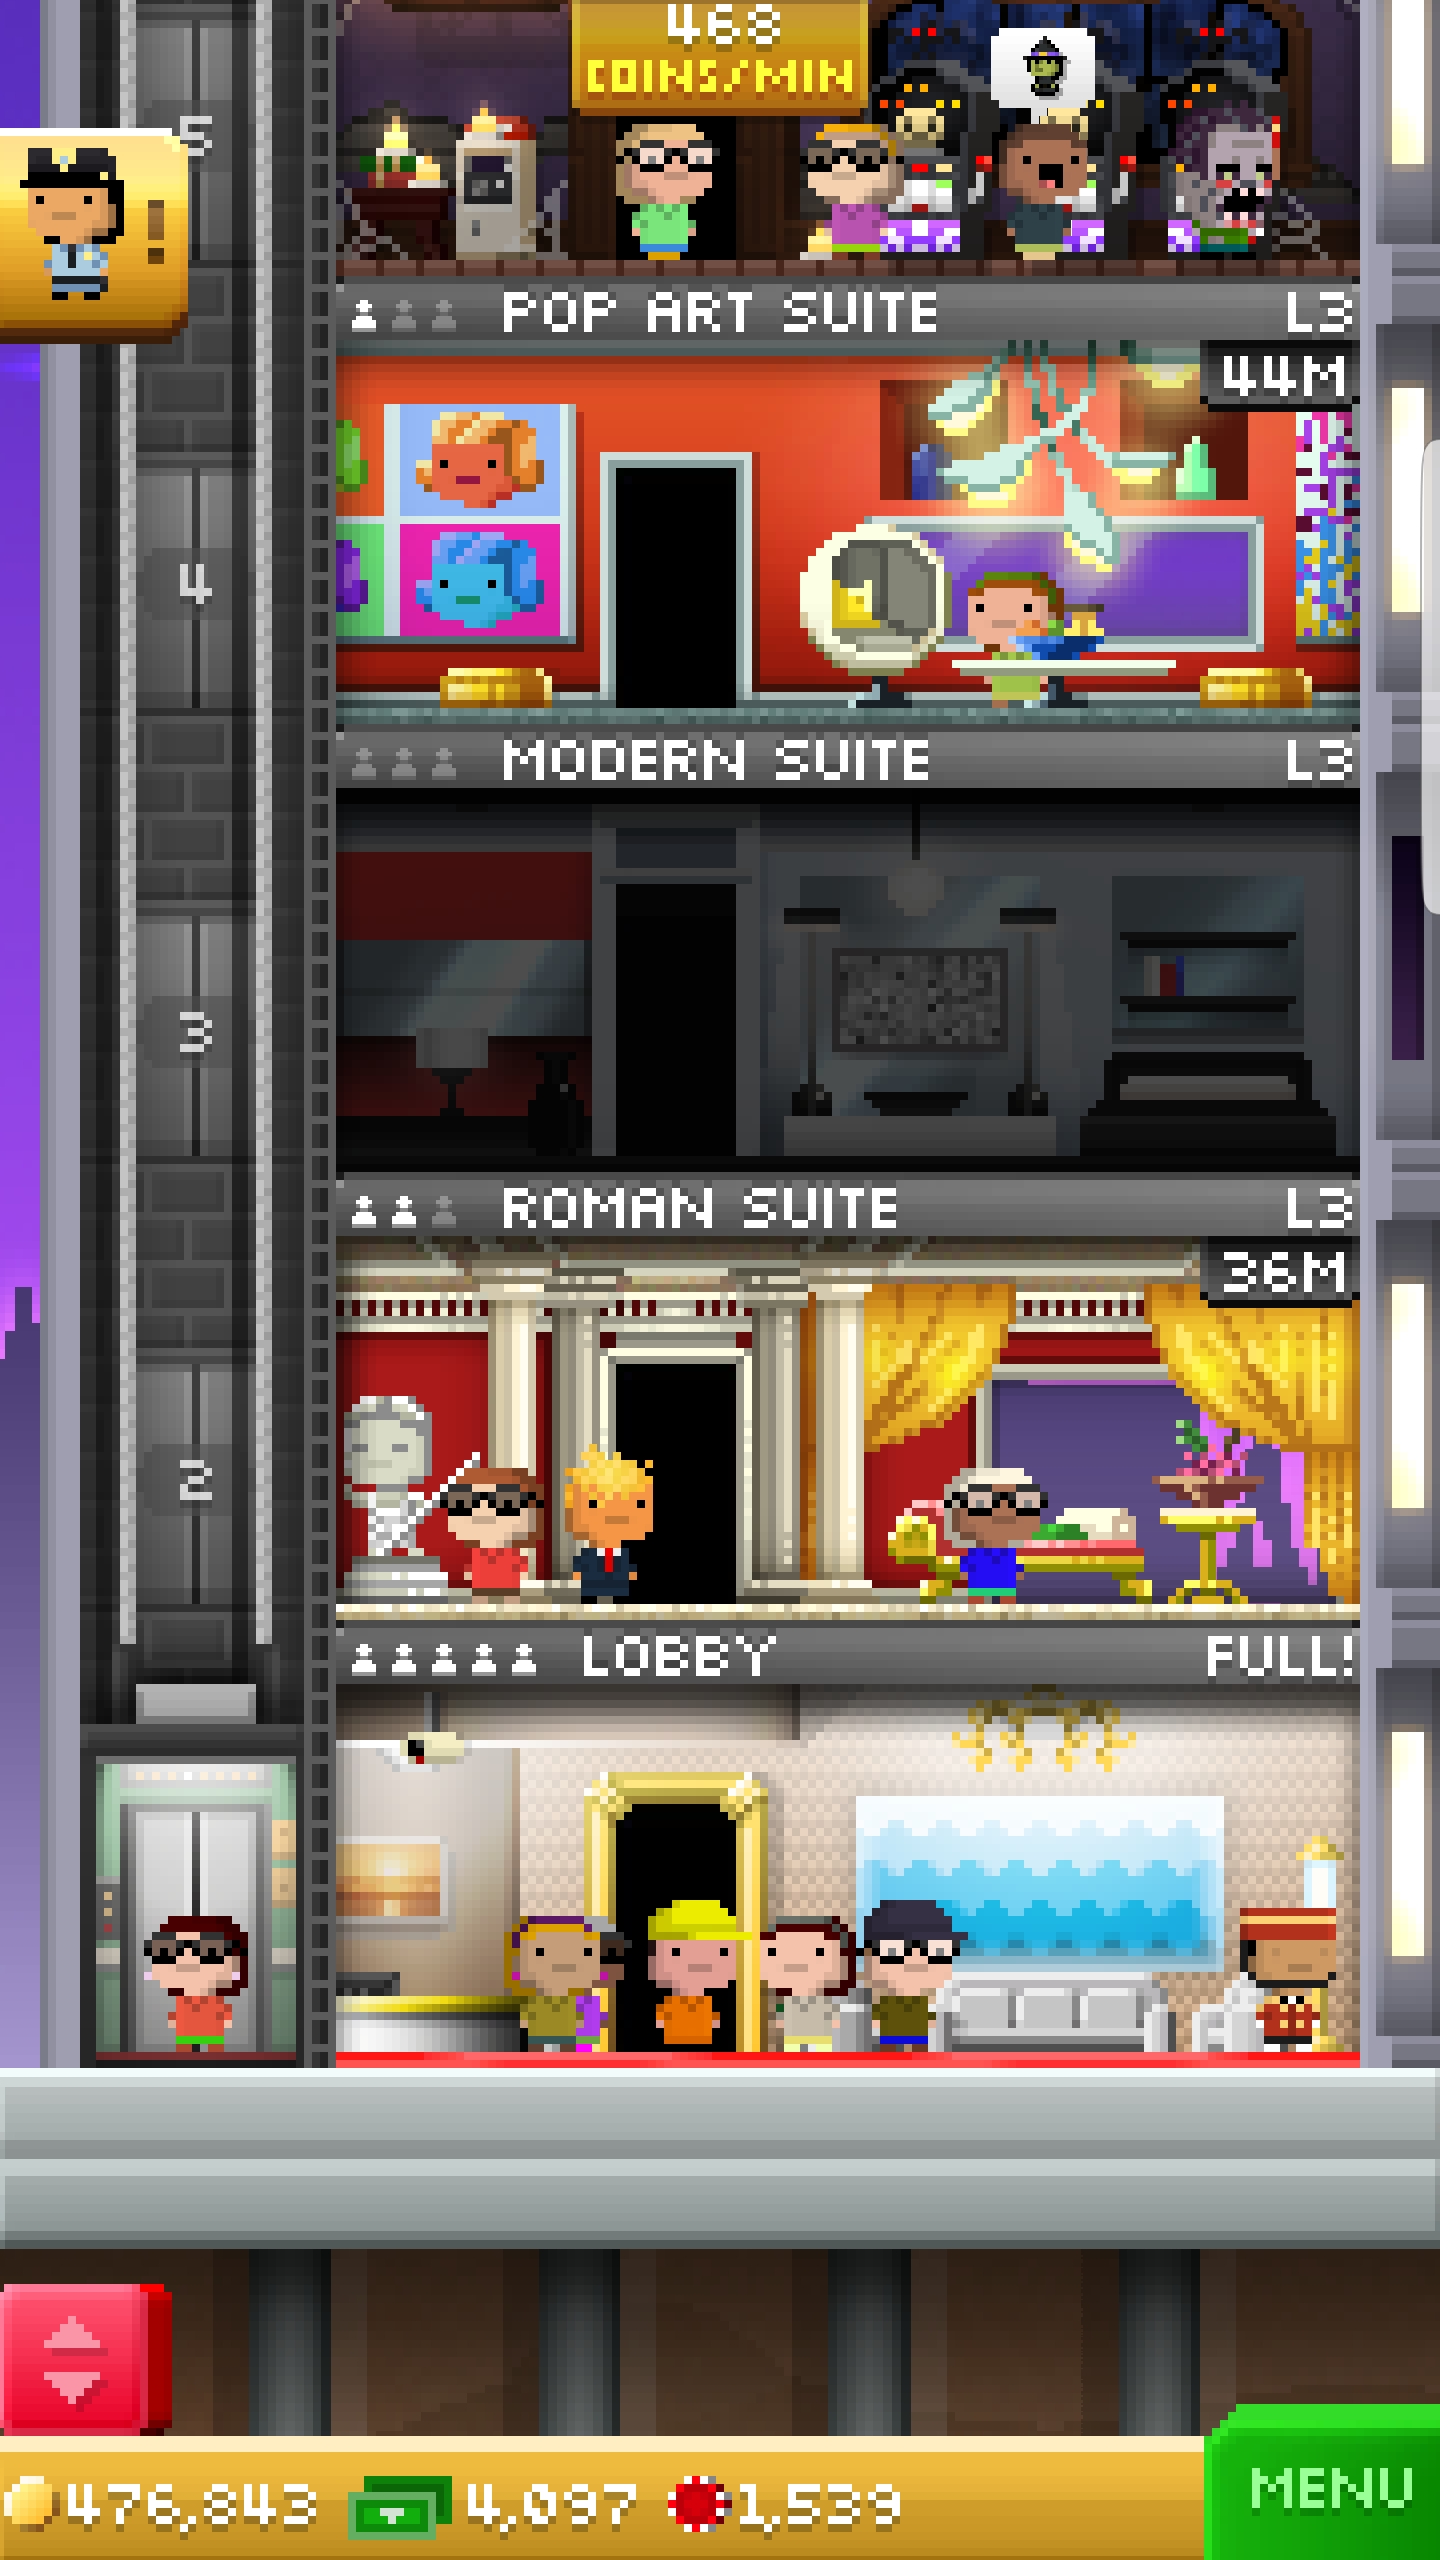 468
COINS/MIN
5
!
POP ART SUITE L3
44M
4
MODERN SUITE L3
3
ROMAN SUITE L3
36M
2
LOBBY FULL!
476,843 4,097 1,539
MENU